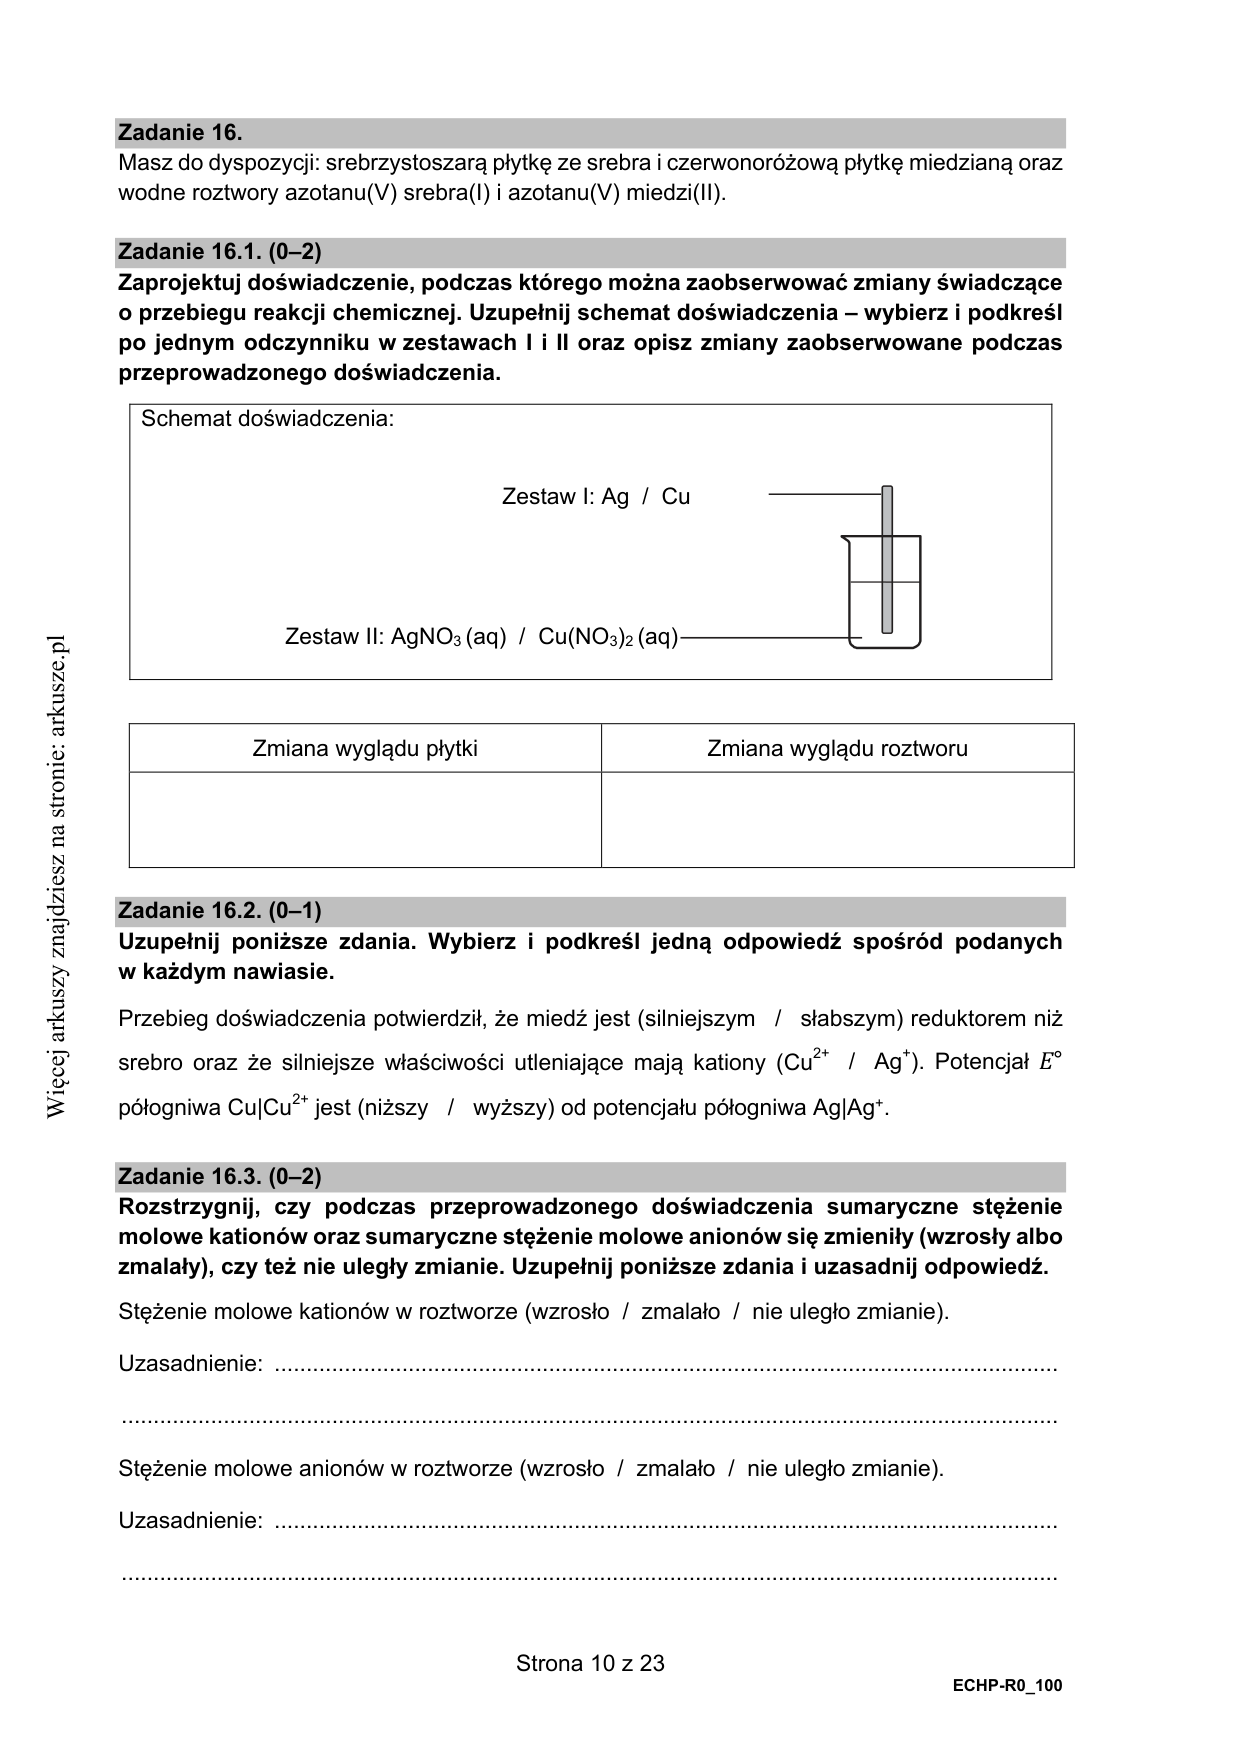 Zadanie 16.
Masz do dyspozycji: srebrzystoszarą płytkę ze srebra i czerwonoróżową płytkę miedzianą oraz
wodne roztwory azotanu(V) srebra(I) i azotanu(V) miedzi(II).
Zadanie 16.1. (0–2)
Zaprojektuj doświadczenie, podczas którego można zaobserwować zmiany świadczące
o przebiegu reakcji chemicznej. Uzupełnij schemat doświadczenia – wybierz i podkreśl
po jednym odczynniku w zestawach I i II oraz opisz zmiany zaobserwowane podczas
przeprowadzonego doświadczenia.
Schemat doświadczenia:
Zestaw I: Ag / Cu
Zestaw II: AgNO₃ (aq) / Cu(NO₃)₂ (aq)
Zmiana wyglądu płytki
Zmiana wyglądu roztworu
Zadanie 16.2. (0–1)
Uzupełnij poniższe zdania. Wybierz i podkreśl jedną odpowiedź spośród podanych
w każdym nawiasie.
Przebieg doświadczenia potwierdził, że miedź jest (silniejszym / słabszym) reduktorem niż
srebro oraz że silniejsze właściwości utleniające mają kationy (Cu²⁺ / Ag⁺). Potencjał E°
półogniwa Cu|Cu²⁺ jest (niższy / wyższy) od potencjału półogniwa Ag|Ag⁺.
Zadanie 16.3. (0–2)
Rozstrzygnij, czy podczas przeprowadzonego doświadczenia sumaryczne stężenie
molowe kationów oraz sumaryczne stężenie molowe anionów się zmieniły (wzrosły albo
zmalały), czy też nie uległy zmianie. Uzupełnij poniższe zdania i uzasadnij odpowiedź.
Stężenie molowe kationów w roztworze (wzrosło / zmalało / nie uległo zmianie).
Uzasadnienie: ..............................................................................................................................
......................................................................................................................................................
Stężenie molowe anionów w roztworze (wzrosło / zmalało / nie uległo zmianie).
Uzasadnienie: ..............................................................................................................................
......................................................................................................................................................
Strona 10 z 23
ECHP-R0_100
Więcej arkuszy znajdziesz na stronie: arkusze.pl